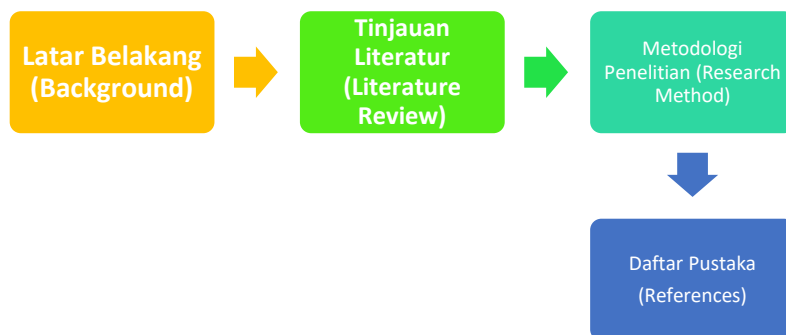 Latar Belakang
(Background)
Tinjauan
Literatur
(Literature
Review)
Metodologi
Penelitian (Research
Method)
Daftar Pustaka
(References)